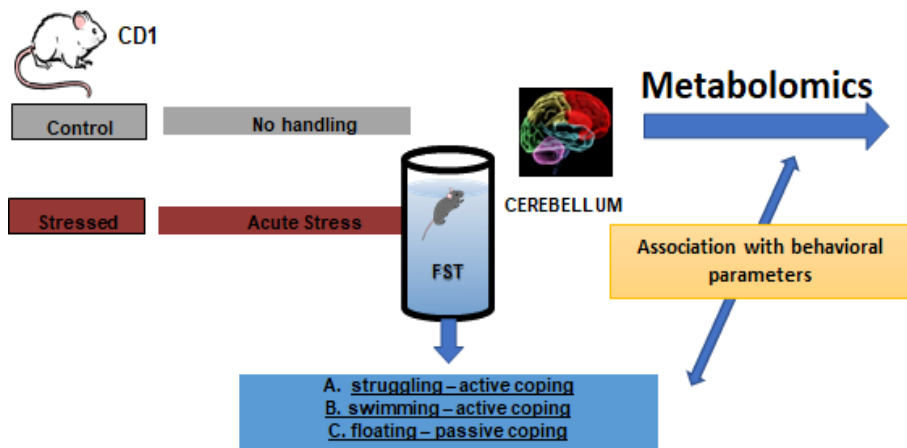 CD1
Control
No handling
Stressed
Acute Stress
FST
CEREBELLUM
Metabolomics
Association with behavioral
parameters
A. struggling – active coping
B. swimming – active coping
C. floating – passive coping